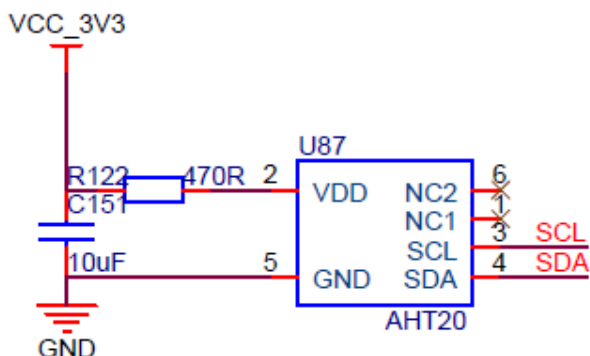 VCC_3V3
U87
R122 470R 2 VDD NC2 6
C151 NC1 1
SCL 3 SCL
10uF 5 GND SDA 4 SDA
AHT20
GND